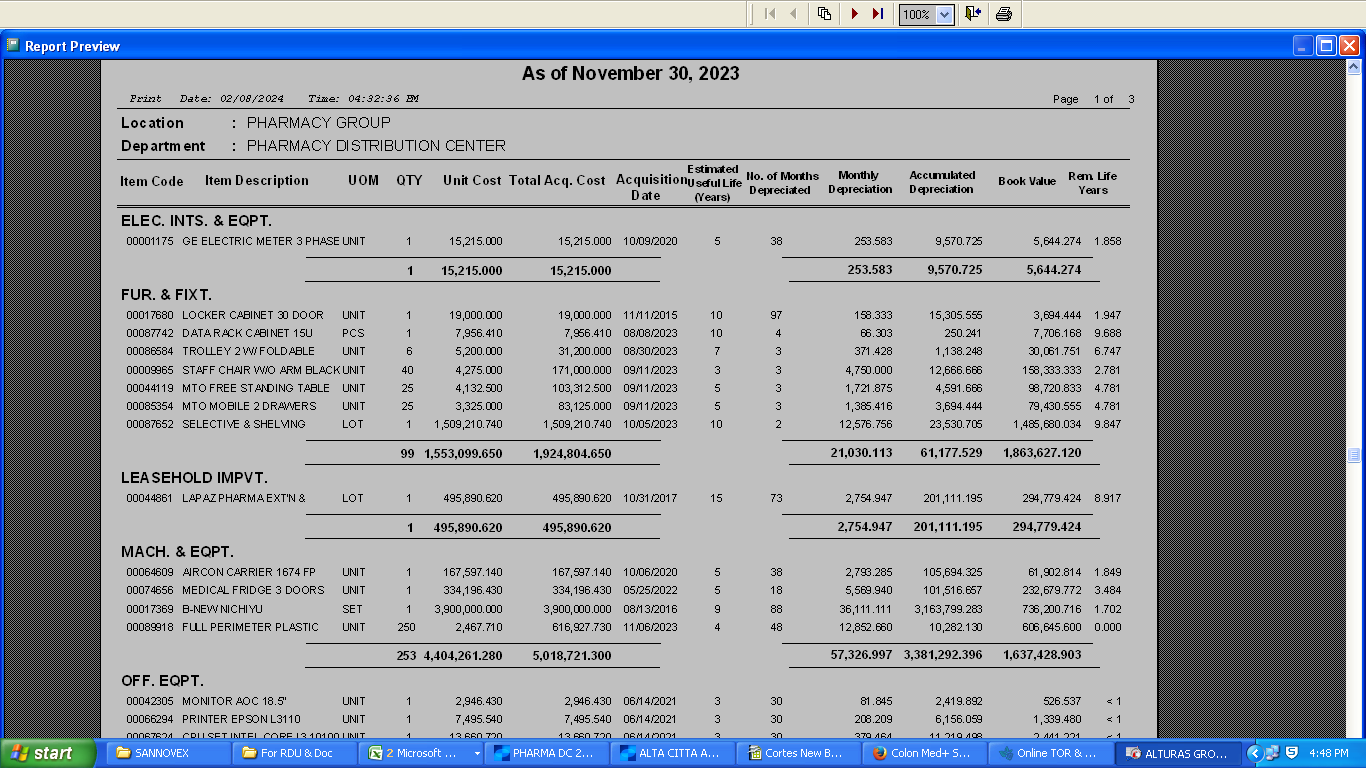 100%
Report Preview
As of November 30, 2023
Print Date: 02/08/2024 Time: 04:32:36 PM Page 1 of 3
Location : PHARMACY GROUP
Department : PHARMACY DISTRIBUTION CENTER
Item Code Item Description UOM QTY Unit Cost Total Acq. Cost Acquisition Date Estimated Useful Life (Years) No. of Months Depreciated Monthly Depreciation Accumulated Depreciation Book Value Rem. Life Years
ELEC. INTS. & EQPT.
00001175 GE ELECTRIC METER 3 PHASE UNIT 1 15,215.000 15,215.000 10/09/2020 5 38 253.583 9,570.725 5,644.274 1.858
1 15,215.000 15,215.000 253.583 9,570.725 5,644.274
FUR. & FIXT.
00017680 LOCKER CABINET 30 DOOR UNIT 1 19,000.000 19,000.000 11/11/2015 10 97 158.333 15,305.555 3,694.444 1.947
00087742 DATA RACK CABINET 15U PCS 1 7,956.410 7,956.410 08/08/2023 10 4 66.303 250.241 7,706.168 9.688
00086584 TROLLEY 2 W/ FOLDABLE UNIT 6 5,200.000 31,200.000 08/30/2023 7 3 371.428 1,138.248 30,061.751 6.747
00009965 STAFF CHAIR W/O ARM BLACK UNIT 40 4,275.000 171,000.000 09/11/2023 3 3 4,750.000 12,666.666 158,333.333 2.781
00044119 MTO FREE STANDING TABLE UNIT 25 4,132.500 103,312.500 09/11/2023 5 3 1,721.875 4,591.666 98,720.833 4.781
00085354 MTO MOBILE 2 DRAWERS UNIT 25 3,325.000 83,125.000 09/11/2023 5 3 1,385.416 3,694.444 79,430.555 4.781
00087652 SELECTIVE & SHELVING LOT 1 1,509,210.740 1,509,210.740 10/05/2023 10 2 12,576.756 23,530.705 1,485,680.034 9.847
99 1,553,099.650 1,924,804.650 21,030.113 61,177.529 1,863,627.120
LEASEHOLD IMPVT.
00044861 LAPAZ PHARMA EXT'N & LOT 1 495,890.620 495,890.620 10/31/2017 15 73 2,754.947 201,111.195 294,779.424 8.917
1 495,890.620 495,890.620 2,754.947 201,111.195 294,779.424
MACH. & EQPT.
00064609 AIRCON CARRIER 1674 FP UNIT 1 167,597.140 167,597.140 10/06/2020 5 38 2,793.285 105,694.325 61,902.814 1.849
00074656 MEDICAL FRIDGE 3 DOORS UNIT 1 334,196.430 334,196.430 05/25/2022 5 18 5,569.940 101,516.657 232,679.772 3.484
00017369 B-NEW NICHIYU SET 1 3,900,000.000 3,900,000.000 08/13/2016 9 88 36,111.111 3,163,799.283 736,200.716 1.702
00089918 FULL PERIMETER PLASTIC UNIT 250 2,467.710 616,927.730 11/06/2023 4 48 12,852.660 10,282.130 606,645.600 0.000
253 4,404,261.280 5,018,721.300 57,326.997 3,381,292.396 1,637,428.903
OFF. EQPT.
00042305 MONITOR AOC 18.5" UNIT 1 2,946.430 2,946.430 06/14/2021 3 30 81.845 2,419.892 526.537 < 1
00066294 PRINTER EPSON L3110 UNIT 1 7,495.540 7,495.540 06/14/2021 3 30 208.209 6,156.059 1,339.480 < 1
start SANNOVEX For RDU & Doc 2 Microsoft ... PHARMA DC 2... ALTA CITTA A... Cortes New B... Colon Med+ S... Online TOR & ... ALTURAS GRO... 4:48 PM